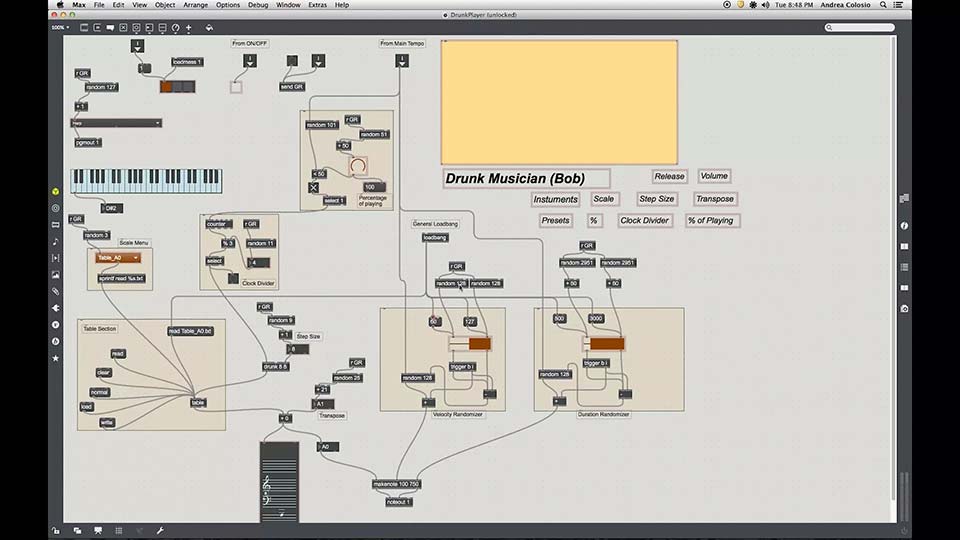 Max File Edit View Object Arrange Options Debug Window Extras Help
Tue 8:48 PM Andrea Colosio
DrunkPlayer (unlocked)
100%
From ON/OFF
From Main Tempo
r GR
random 127
+ 1
pgmout 1
loadmess 1
send GR
random 101
r GR
random 51
+ 50
< 50
100
select 1
Percentage
of playing
Drunk Musician (Bob)
Release
Volume
Instuments
Scale
Step Size
Transpose
Presets
%
Clock Divider
% of Playing
D#2
r GR
random 3
Scale Menu
Table_A0
sprintf read %s.txt
counter
r GR
% 3
random 11
select
4
Clock Divider
General Loadbang
loadbang
r GR
random 128
random 128
r GR
random 2951
random 2951
+ 50
+ 50
Table Section
read Table_A0.txt
read
clear
normal
load
write
table
r GR
random 9
+ 1
Step Size
8
drunk 8 8
r GR
random 25
+ 21
A1
Transpose
+ 0
A0
60
127
trigger b i
random 128
+
Velocity Randomizer
500
3000
trigger b i
random 128
+
Duration Randomizer
makenote 100 750
noteout 1